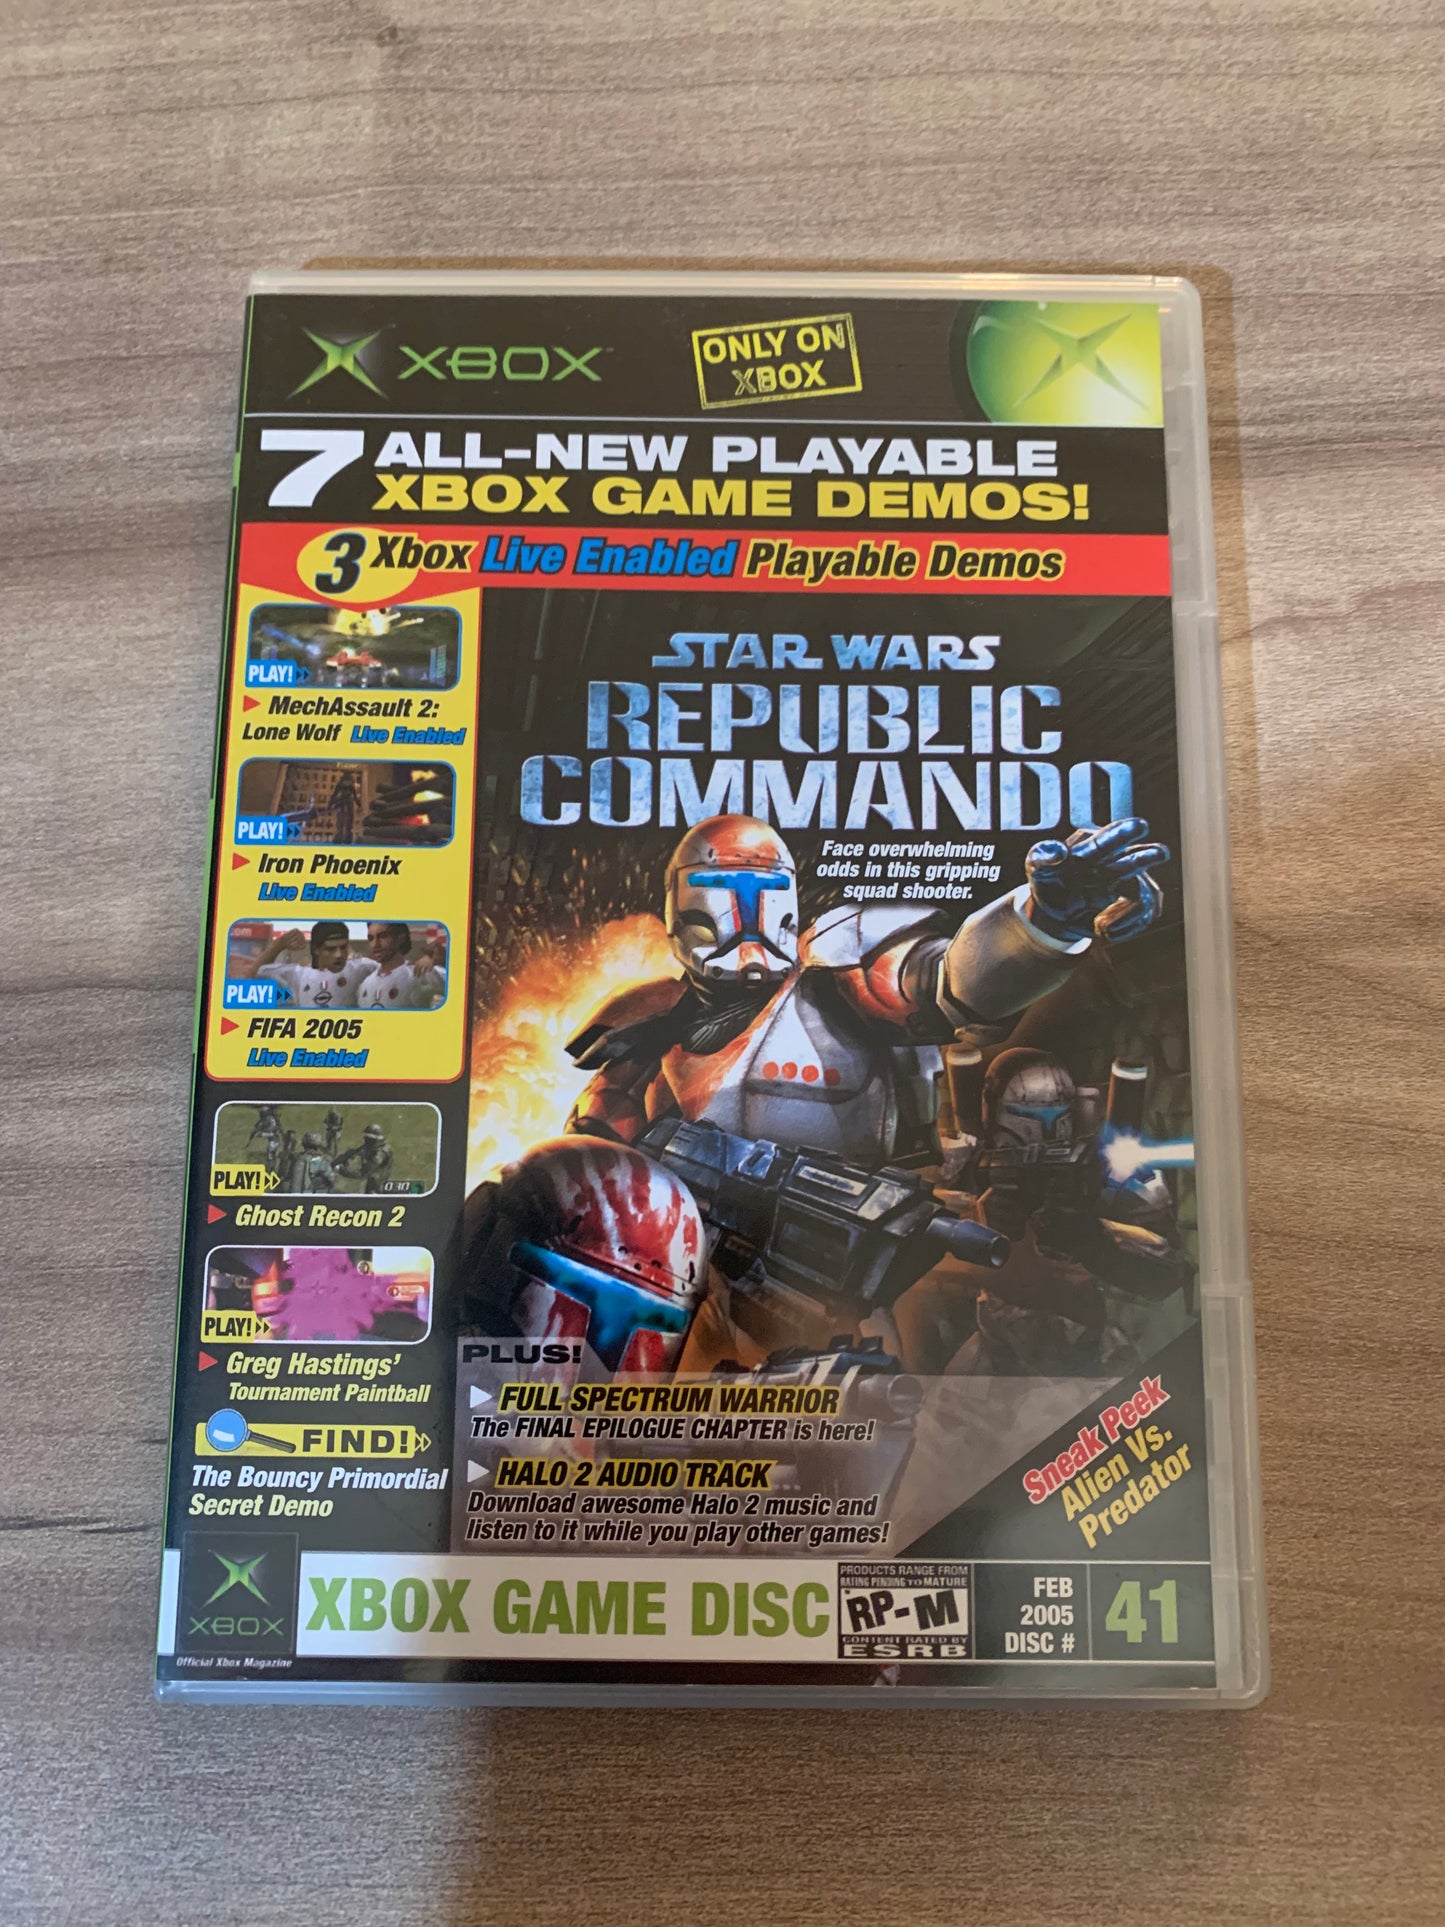 XBOX
ONLY ON
XBOX
7 ALL-NEW PLAYABLE
XBOX GAME DEMOS!
3 Xbox Live Enabled Playable Demos
PLAY!
MechAssault 2:
Lone Wolf Live Enabled
PLAY!
Iron Phoenix
Live Enabled
PLAY!
FIFA 2005
Live Enabled
PLAY!
Ghost Recon 2
PLAY!
Greg Hastings'
Tournament Paintball
FIND!
The Bouncy Primordial
Secret Demo
STAR WARS
REPUBLIC
COMMANDO
Face overwhelming
odds in this gripping
squad shooter.
PLUS!
FULL SPECTRUM WARRIOR
The FINAL EPILOGUE CHAPTER is here!
HALO 2 AUDIO TRACK
Download awesome Halo 2 music and
listen to it while you play other games!
Sneak Peek
Alien Vs.
Predator
XBOX
Official Xbox Magazine
XBOX GAME DISC
PRODUCTS RANGE FROM
RATING PENDING TO MATURE
RP-M
CONTENT RATED BY
ESRB
FEB
2005
DISC #
41